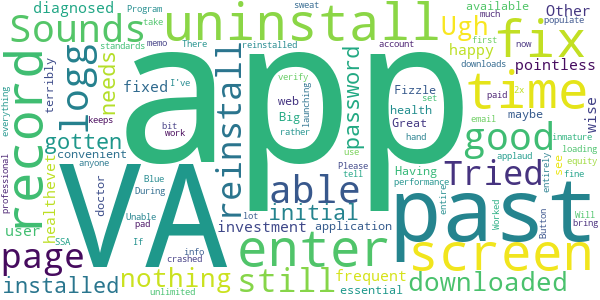 diagnosed
Program
take
sweat
uninstall
available
much
Other
populate
Sounds
standards
memo
There
reinstalled
Ugh
first
now
fix
downloads
everything
terribly
logg
needs
fixed
I've
app
account
happy
pointless
keeps
verify
web
Fizzle
paid
2x
time
maybe
record
bit
work
reinstall
password
Big
launching
health
set
rather
Great
email
inmature
wise
gotten
convenient
anyone
use
Please
tell
hand
good
applaud
loading
equity
professional
healthevet
doctor
Blue
During
VA
able
Having
performance
entire
past
Tried
see
entirely
fine
Will
bring
user
SSA
Unable
pad
If
lot
initial
investment
application
enter
Worked
Button
page
info
crashed
screen
installed
nothing
unlimited
still
frequent
essential
downloaded